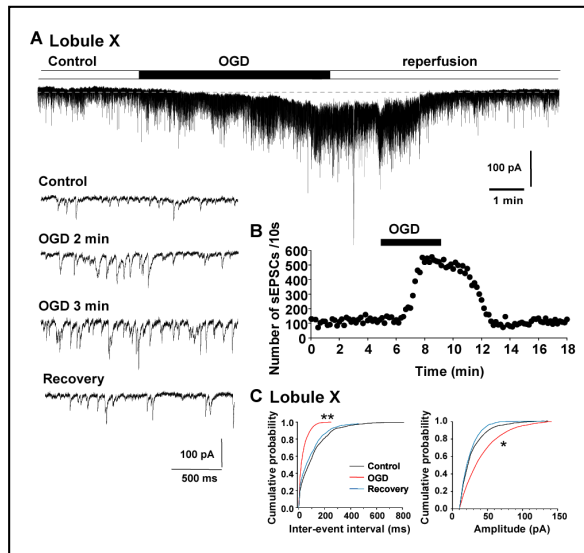 A Lobule X
Control OGD reperfusion
100 pA
1 min
Control
OGD 2 min
OGD 3 min
Recovery
100 pA
500 ms
B
OGD
Number of sEPSCs /10s
600
500
400
300
200
100
0
0 2 4 6 8 10 12 14 16 18
Time (min)
C Lobule X
Cumulative probability
1.0
0.8
0.6
0.4
0.2
0.0
**
Control
OGD
Recovery
0 200 400 600 800
Inter-event interval (ms)
Cumulative probability
1.0
0.8
0.6
0.4
0.2
0.0
*
0 50 100 150
Amplitude (pA)